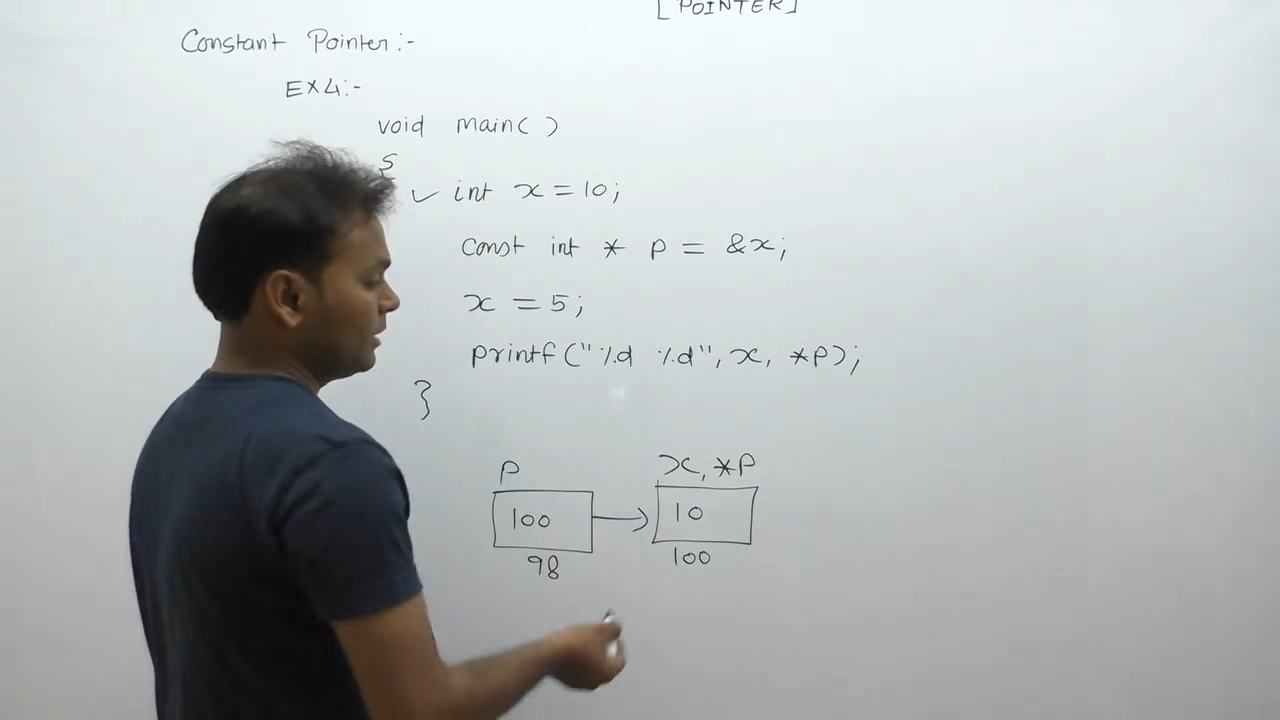 [POINTER]
Constant Pointer:-
EX4:-
void main( )
{
✓ int x = 10;
const int * p = &x;
x = 5;
printf("%d %d", x, *p);
}
p x, *p
100 → 10
98 100